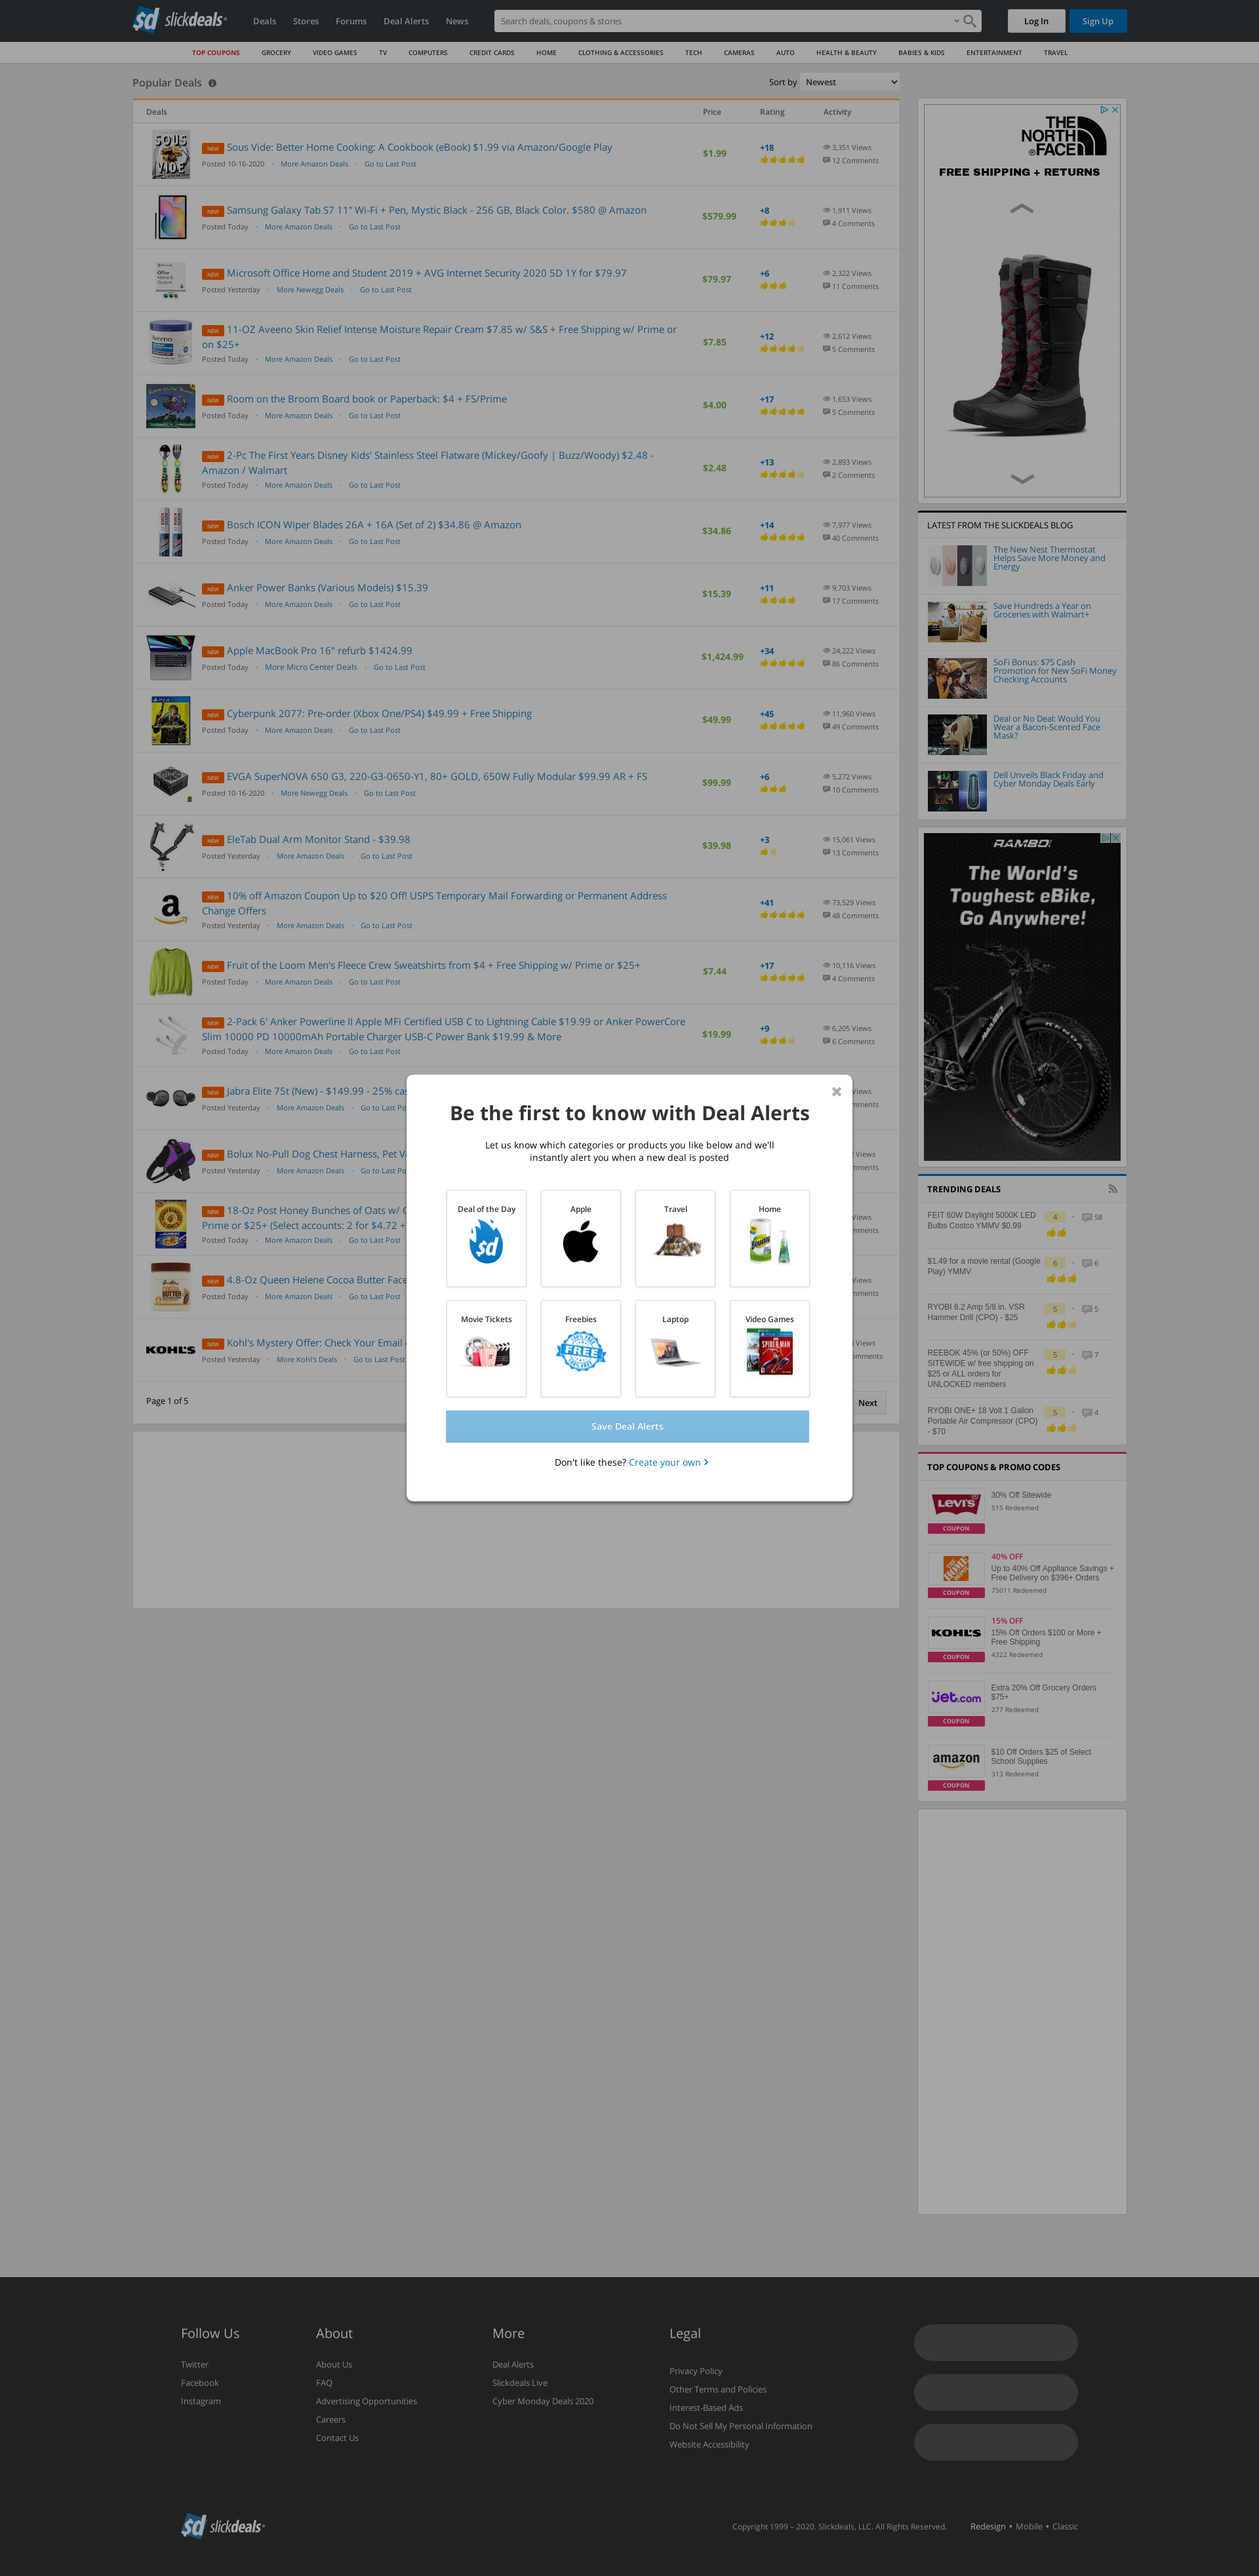 sd slickdeals®
Deals Stores Forums Deal Alerts News
Search deals, coupons & stores
Log In
Sign Up
TOP COUPONS GROCERY VIDEO GAMES TV COMPUTERS CREDIT CARDS HOME CLOTHING & ACCESSORIES TECH CAMERAS AUTO HEALTH & BEAUTY BABIES & KIDS ENTERTAINMENT TRAVEL
Popular Deals
Sort by Newest
Deals Price Rating Activity
NEW Sous Vide: Better Home Cooking: A Cookbook (eBook) $1.99 via Amazon/Google Play
Posted 10-16-2020 · More Amazon Deals · Go to Last Post
$1.99 +18 3,351 Views
12 Comments
NEW Samsung Galaxy Tab S7 11" Wi-Fi + Pen, Mystic Black - 256 GB, Black Color. $580 @ Amazon
Posted Today · More Amazon Deals · Go to Last Post
$579.99 +8 1,911 Views
4 Comments
NEW Microsoft Office Home and Student 2019 + AVG Internet Security 2020 5D 1Y for $79.97
Posted Yesterday · More Newegg Deals · Go to Last Post
$79.97 +6 2,322 Views
11 Comments
NEW 11-OZ Aveeno Skin Relief Intense Moisture Repair Cream $7.85 w/ S&S + Free Shipping w/ Prime or
on $25+
Posted Today · More Amazon Deals · Go to Last Post
$7.85 +12 2,612 Views
5 Comments
NEW Room on the Broom Board book or Paperback: $4 + FS/Prime
Posted Today · More Amazon Deals · Go to Last Post
$4.00 +17 1,653 Views
5 Comments
NEW 2-Pc The First Years Disney Kids' Stainless Steel Flatware (Mickey/Goofy | Buzz/Woody) $2.48 -
Amazon / Walmart
Posted Today · More Amazon Deals · Go to Last Post
$2.48 +13 2,893 Views
2 Comments
NEW Bosch ICON Wiper Blades 26A + 16A (Set of 2) $34.86 @ Amazon
Posted Today · More Amazon Deals · Go to Last Post
$34.86 +14 7,977 Views
40 Comments
NEW Anker Power Banks (Various Models) $15.39
Posted Today · More Amazon Deals · Go to Last Post
$15.39 +11 9,703 Views
17 Comments
NEW Apple MacBook Pro 16" refurb $1424.99
Posted Today · More Micro Center Deals · Go to Last Post
$1,424.99 +34 24,222 Views
86 Comments
NEW Cyberpunk 2077: Pre-order (Xbox One/PS4) $49.99 + Free Shipping
Posted Today · More Amazon Deals · Go to Last Post
$49.99 +45 11,960 Views
49 Comments
NEW EVGA SuperNOVA 650 G3, 220-G3-0650-Y1, 80+ GOLD, 650W Fully Modular $99.99 AR + FS
Posted 10-16-2020 · More Newegg Deals · Go to Last Post
$99.99 +6 5,272 Views
10 Comments
NEW EleTab Dual Arm Monitor Stand - $39.98
Posted Yesterday · More Amazon Deals · Go to Last Post
$39.98 +3 15,061 Views
13 Comments
NEW 10% off Amazon Coupon Up to $20 Off! USPS Temporary Mail Forwarding or Permanent Address
Change Offers
Posted Yesterday · More Amazon Deals · Go to Last Post
+41 73,529 Views
48 Comments
NEW Fruit of the Loom Men's Fleece Crew Sweatshirts from $4 + Free Shipping w/ Prime or $25+
Posted Today · More Amazon Deals · Go to Last Post
$7.44 +17 10,116 Views
4 Comments
NEW 2-Pack 6' Anker Powerline II Apple MFi Certified USB C to Lightning Cable $19.99 or Anker PowerCore
Slim 10000 PD 10000mAh Portable Charger USB-C Power Bank $19.99 & More
Posted Today · More Amazon Deals · Go to Last Post
$19.99 +9 6,205 Views
6 Comments
NEW Jabra Elite 75t (New) - $149.99 - 25% cas
Posted Yesterday · More Amazon Deals · Go to Last Po
Views
mments
NEW Bolux No-Pull Dog Chest Harness, Pet V
Posted Yesterday · More Amazon Deals · Go to Last Po
Views
mments
NEW 18-Oz Post Honey Bunches of Oats w/
Prime or $25+ (Select accounts: 2 for $4.72 +
Posted Today · More Amazon Deals · Go to Last Post
Views
mments
NEW 4.8-Oz Queen Helene Cocoa Butter Face
Posted Today · More Amazon Deals · Go to Last Post
Views
mments
NEW Kohl's Mystery Offer: Check Your Email
Posted Yesterday · More Kohl's Deals · Go to Last Post
Views
omments
KOHL'S
Page 1 of 5
Next
Be the first to know with Deal Alerts
Let us know which categories or products you like below and we'll
instantly alert you when a new deal is posted
Deal of the Day Apple Travel Home
Movie Tickets Freebies Laptop Video Games
Save Deal Alerts
Don't like these? Create your own
THE NORTH FACE
FREE SHIPPING + RETURNS
LATEST FROM THE SLICKDEALS BLOG
The New Nest Thermostat
Helps Save More Money and
Energy
Save Hundreds a Year on
Groceries with Walmart+
SoFi Bonus: $75 Cash
Promotion for New SoFi Money
Checking Accounts
Deal or No Deal: Would You
Wear a Bacon-Scented Face
Mask?
Dell Unveils Black Friday and
Cyber Monday Deals Early
RAMBO
The World's
Toughest eBike,
Go Anywhere!
TRENDING DEALS
FEIT 60W Daylight 5000K LED
Bulbs Costco YMMV $0.99
4 · 58
$1.49 for a movie rental (Google
Play) YMMV
6 · 6
RYOBI 6.2 Amp 5/8 in. VSR
Hammer Drill (CPO) - $25
5 · 5
REEBOK 45% (or 50%) OFF
SITEWIDE w/ free shipping on
$25 or ALL orders for
UNLOCKED members
5 · 7
RYOBI ONE+ 18 Volt 1 Gallon
Portable Air Compressor (CPO)
- $70
5 · 4
TOP COUPONS & PROMO CODES
LEVI'S
COUPON
30% Off Sitewide
515 Redeemed
COUPON
40% OFF
Up to 40% Off Appliance Savings +
Free Delivery on $396+ Orders
75011 Redeemed
KOHL'S
COUPON
15% OFF
15% Off Orders $100 or More +
Free Shipping
4322 Redeemed
jet.com
COUPON
Extra 20% Off Grocery Orders
$75+
277 Redeemed
amazon
COUPON
$10 Off Orders $25 of Select
School Supplies
313 Redeemed
Follow Us
Twitter
Facebook
Instagram
About
About Us
FAQ
Advertising Opportunities
Careers
Contact Us
More
Deal Alerts
Slickdeals Live
Cyber Monday Deals 2020
Legal
Privacy Policy
Other Terms and Policies
Interest-Based Ads
Do Not Sell My Personal Information
Website Accessibility
sd slickdeals®
Copyright 1999 – 2020. Slickdeals, LLC. All Rights Reserved.
Redesign • Mobile • Classic